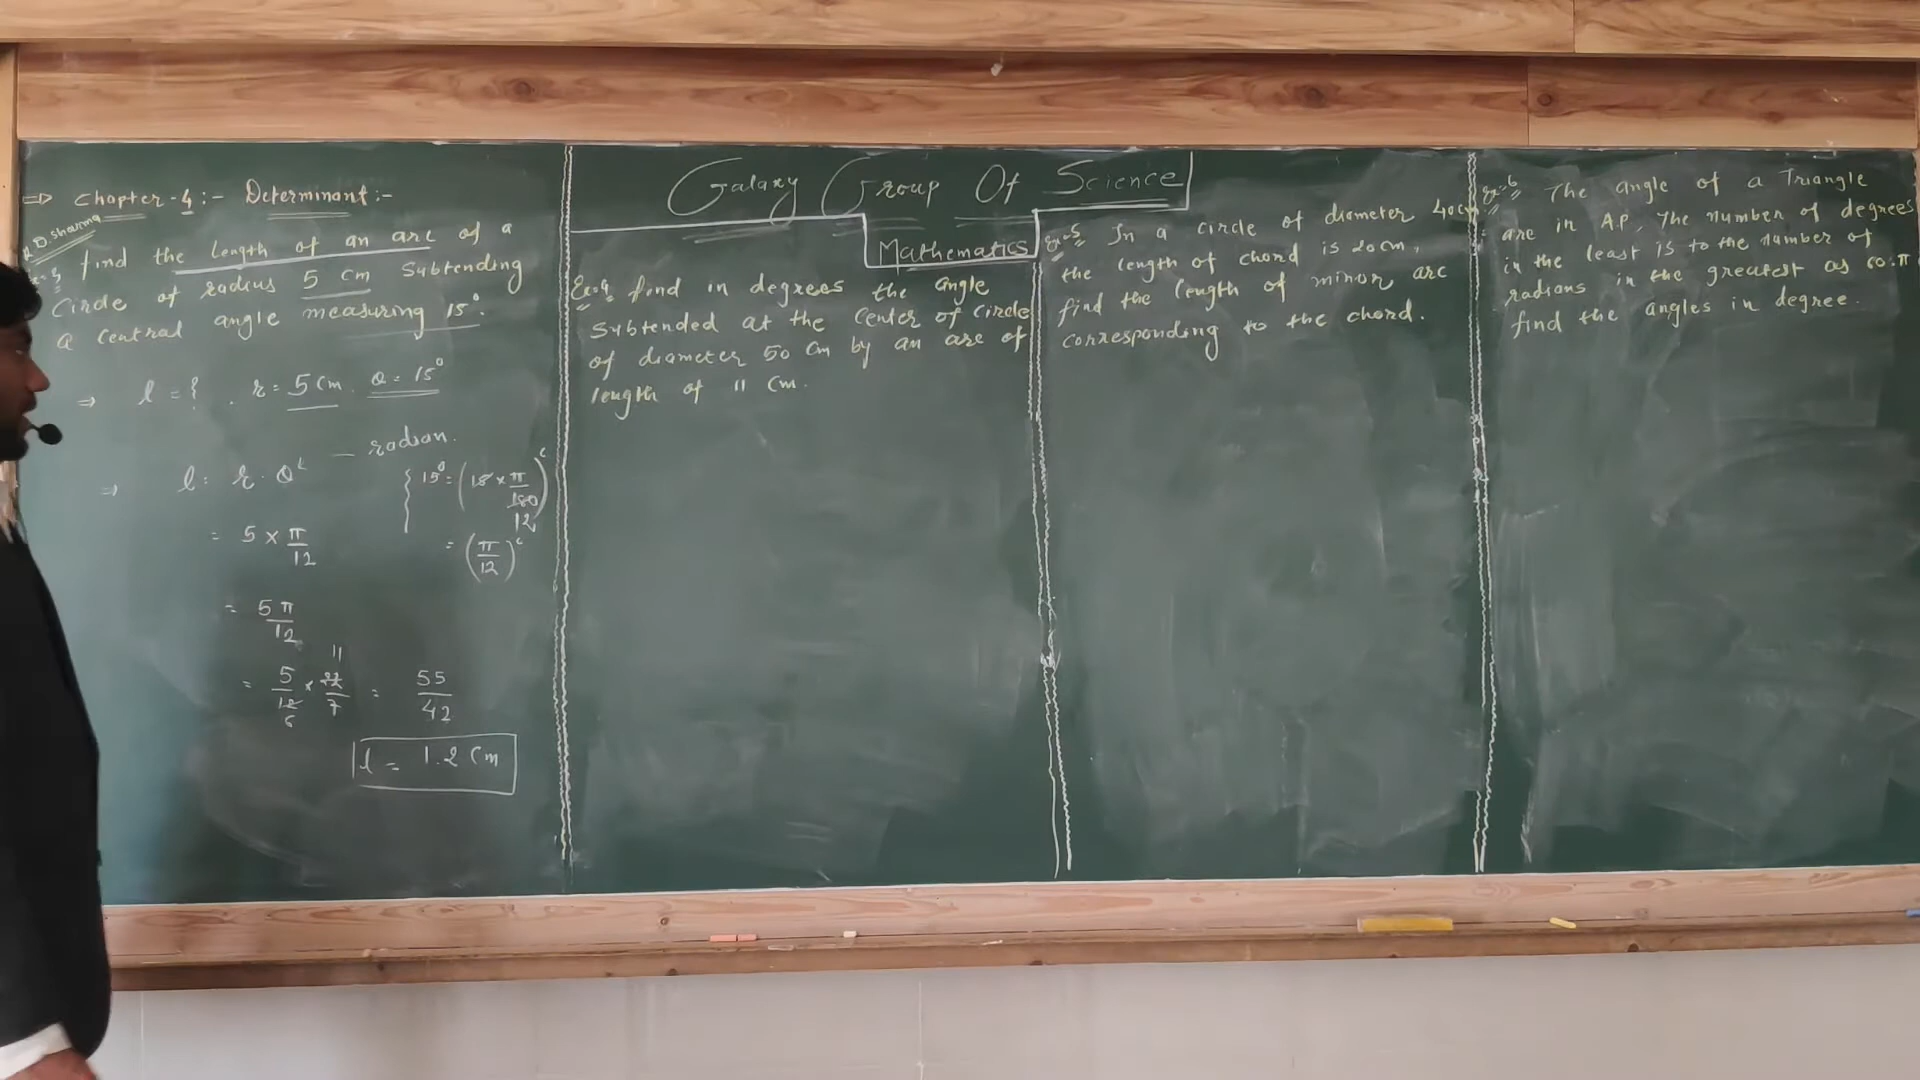 ⇒ Chapter - 4 :- Determinant :-
D. Sharma
find the length of an arc of a
Circle of radius 5 cm Subtending
a central angle measuring 15°.
⇒ l = { . r = 5 cm . θ = 15°
— radian.
⇒ l = r · θᶜ
{ 15° = (15 × π/180)ᶜ
12
= 5 × π/12
= (π/12)ᶜ
= 5π/12
11
= 5/12 × 22/7 = 55/42
6
l = 1.2 Cm
Galaxy Group Of Science
Mathematics
Ex=4 find in degrees the angle
Subtended at the Center of Circle
of diameter 50 Cm by an arc of
length of 11 Cm.
Ex=5 In a circle of diameter 40cm
the length of chord is 20cm,
find the length of minor arc
corresponding to the chord.
Ex=6 The angle of a Triangle
are in A.P, The number of degrees
in the least is to the number of
radians in the greatest as 60:π
find the angles in degree.